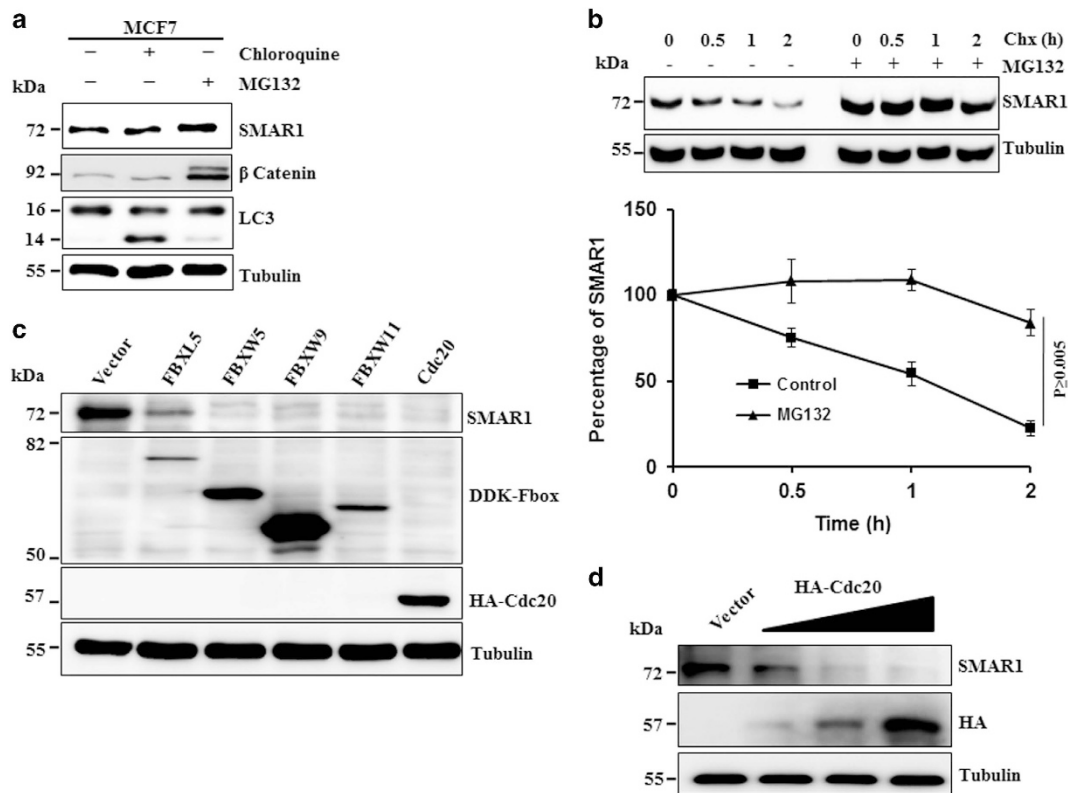 a
MCF7
− + − Chloroquine
− − + MG132
kDa
72 SMAR1
92 β Catenin
16 LC3
14
55 Tubulin
b
0 0.5 1 2 0 0.5 1 2 Chx (h)
- - - - + + + + MG132
kDa
72 SMAR1
55 Tubulin
150
100
50
0
Percentage of SMAR1
Control
MG132
P≥0.005
0 0.5 1 2
Time (h)
c
kDa
Vector FBXL5 FBXW5 FBXW9 FBXW11 Cdc20
72 SMAR1
82
DDK-Fbox
50
57 HA-Cdc20
55 Tubulin
d
Vector HA-Cdc20
kDa
72 SMAR1
57 HA
55 Tubulin